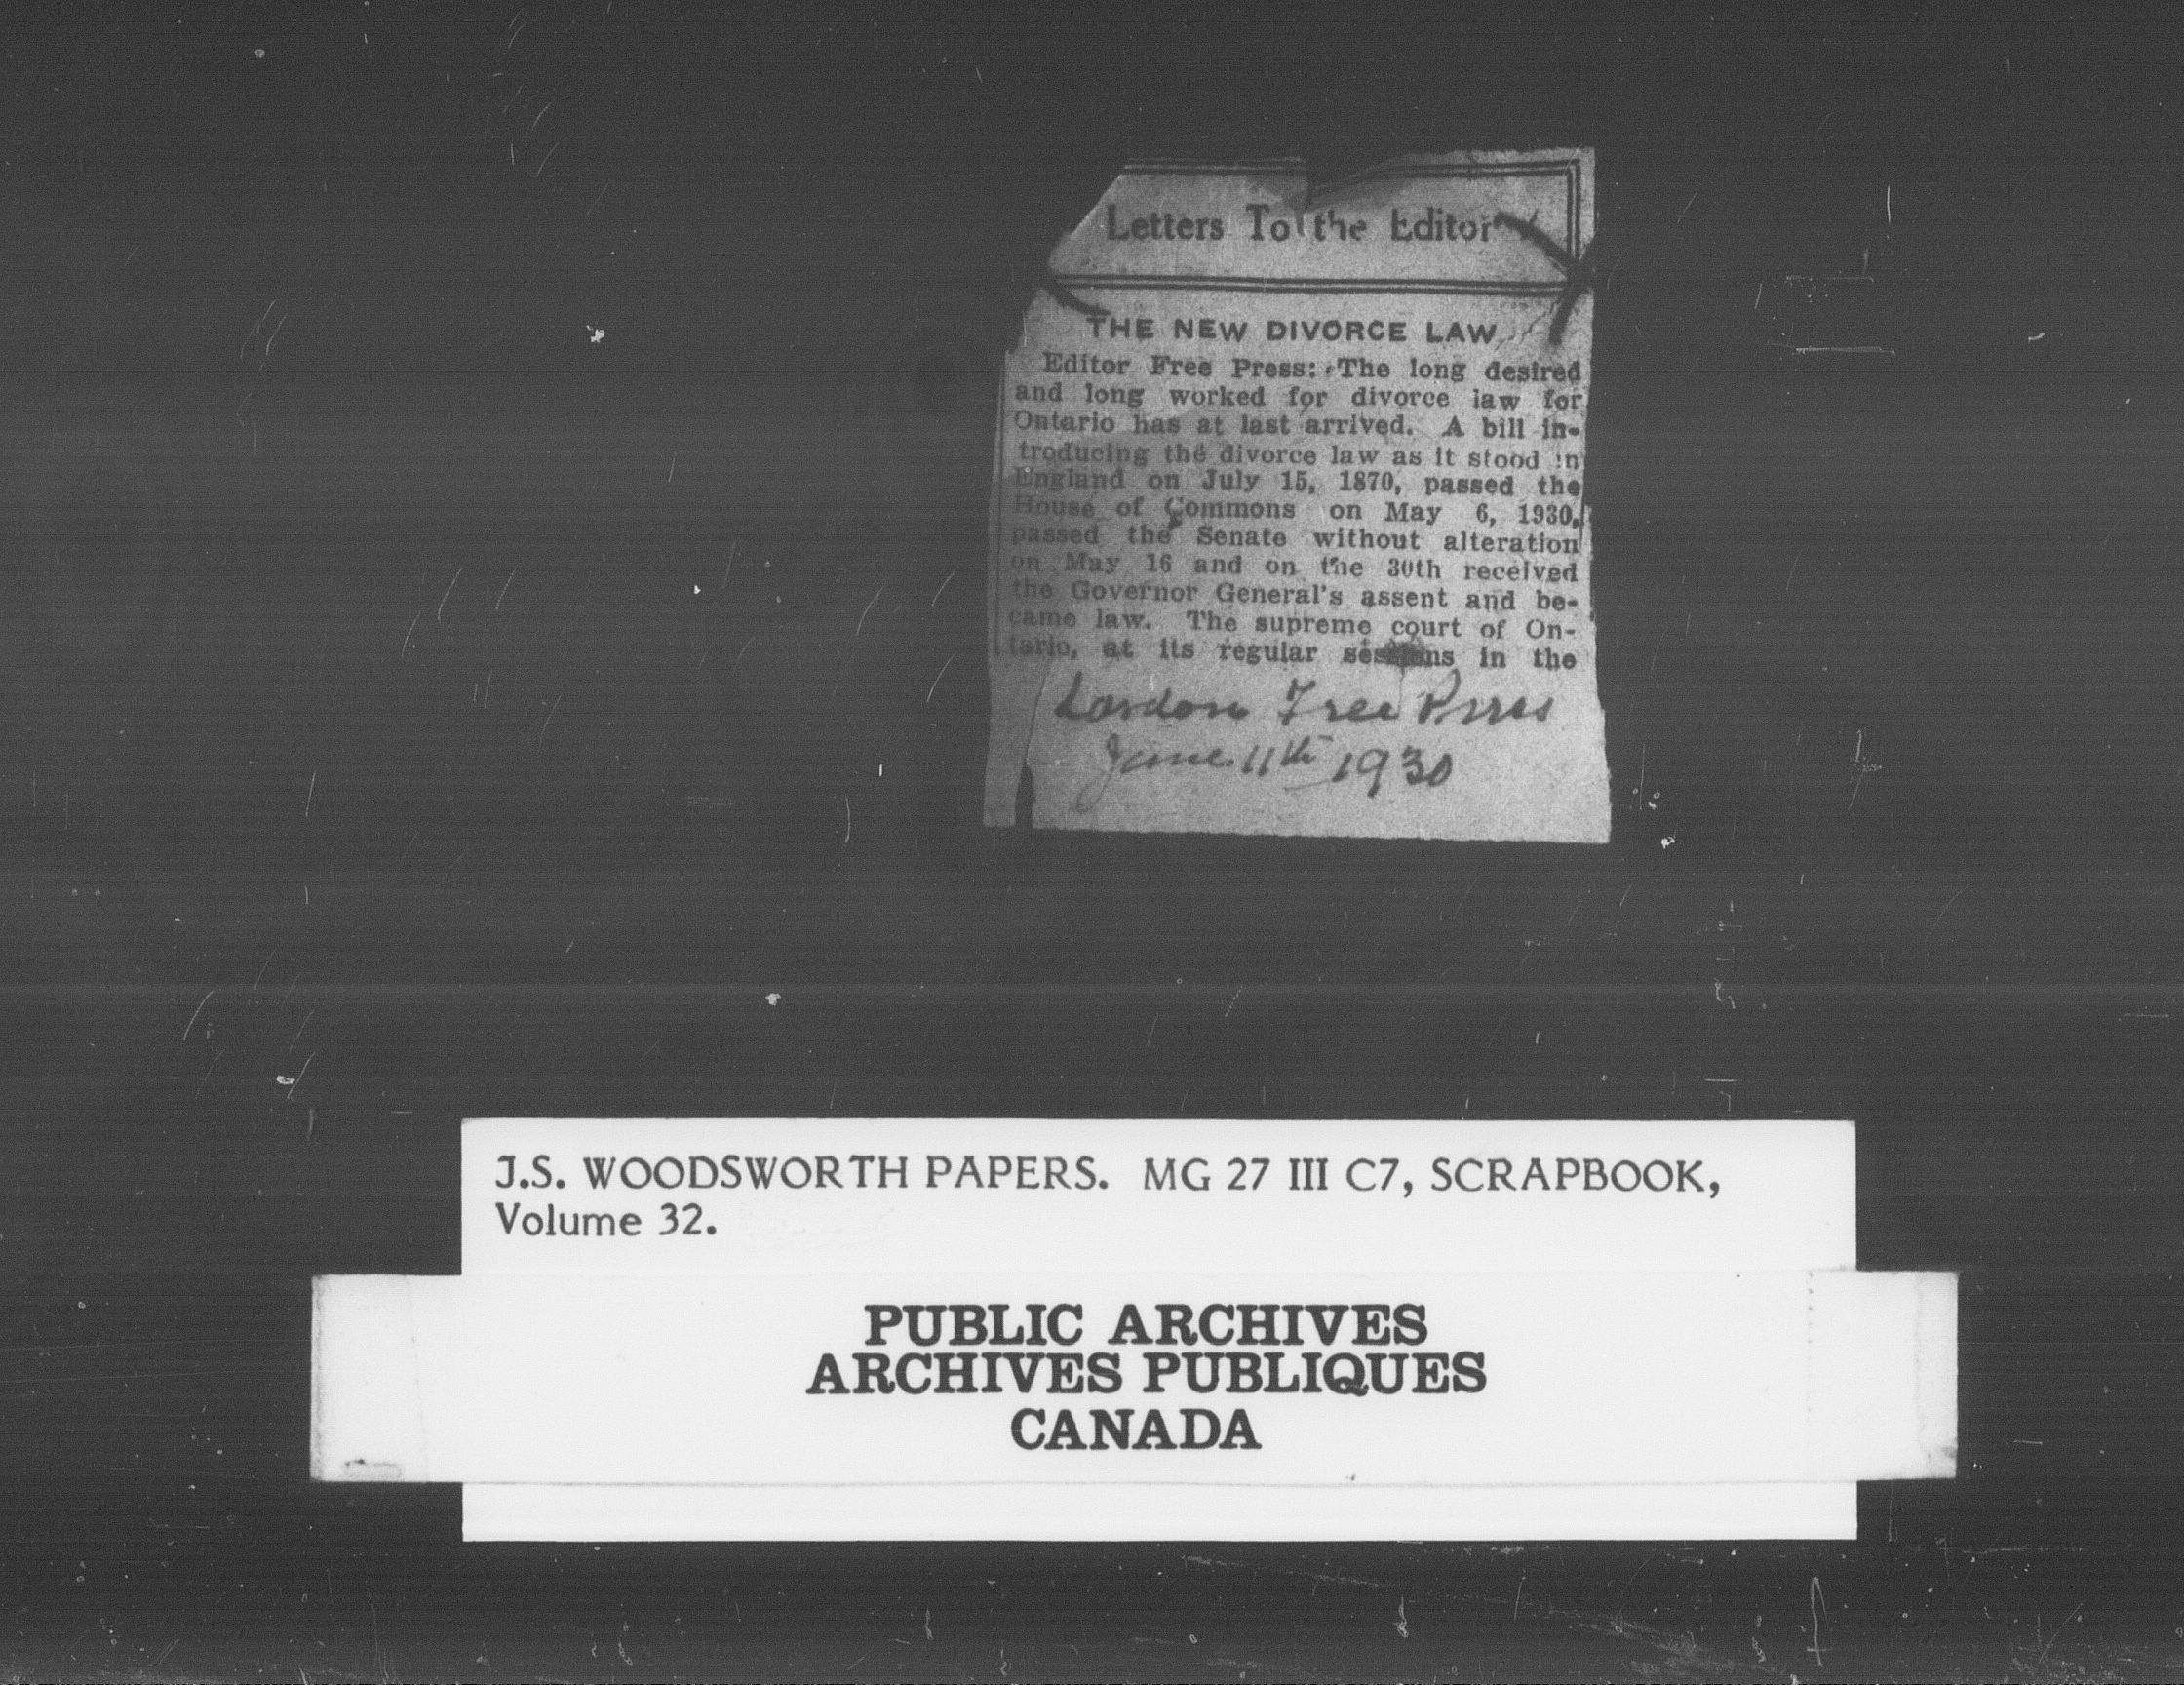 Letters To the Editor
THE NEW DIVORCE LAW
Editor Free Press: The long desired
and long worked for divorce law for
Ontario has at last arrived. A bill in-
troducing the divorce law as it stood in
England on July 15, 1870, passed the
House of Commons on May 6, 1930,
passed the Senate without alteration
on May 16 and on the 30th received
the Governor General's assent and be-
came law. The supreme court of On-
tario, at its regular sessions in the
London Free Press
June 11th 1930
J.S. WOODSWORTH PAPERS. MG 27 III C7, SCRAPBOOK,
Volume 32.
PUBLIC ARCHIVES
ARCHIVES PUBLIQUES
CANADA